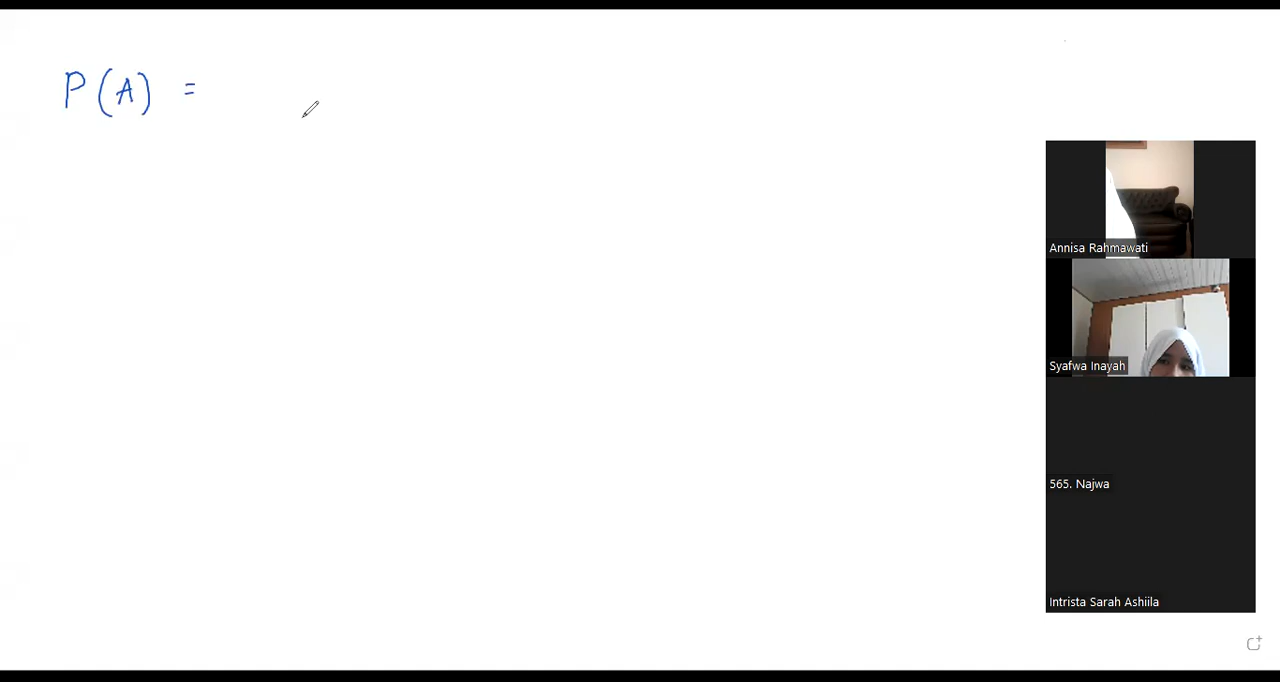 P(A) =
Annisa Rahmawati
Syafwa Inayah
565. Najwa
Intrista Sarah Ashiila